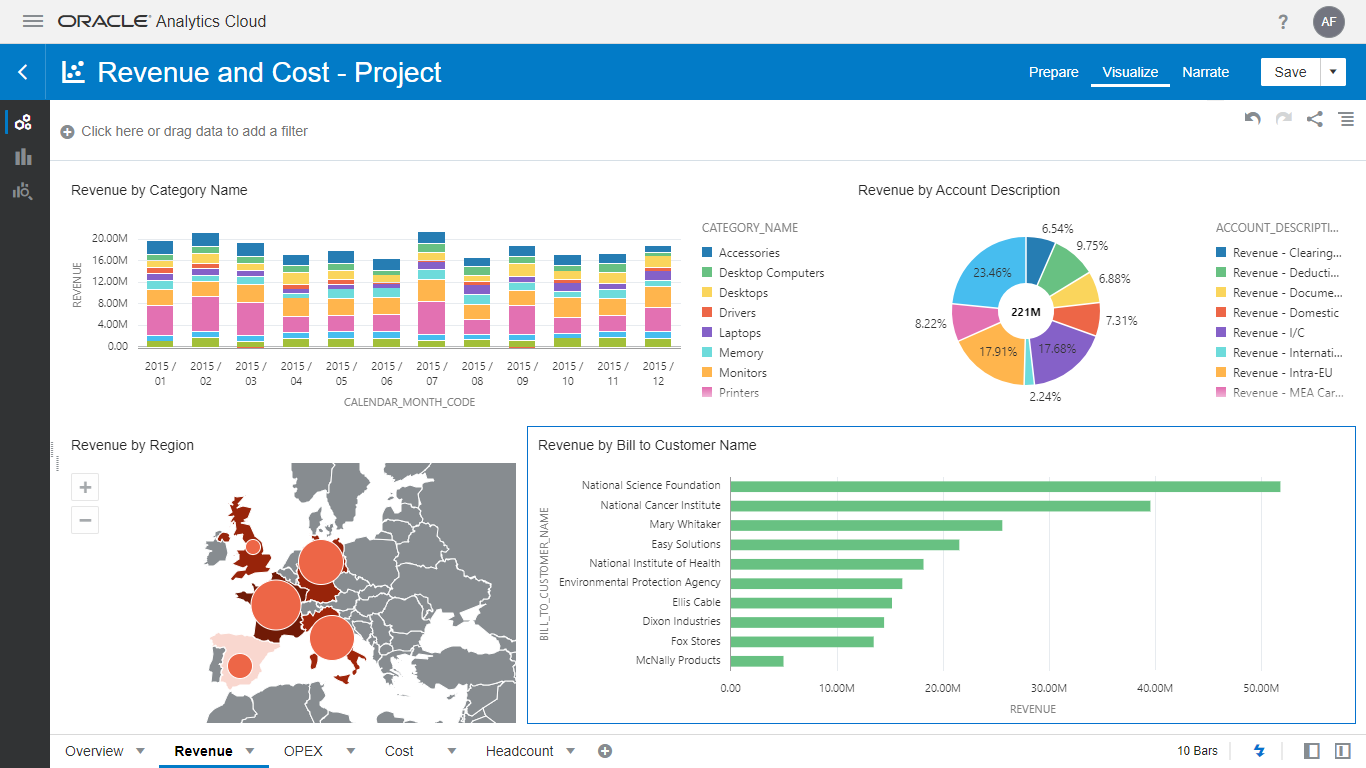 ORACLE Analytics Cloud
?
AF
Revenue and Cost - Project
Prepare
Visualize
Narrate
Save
Click here or drag data to add a filter
Revenue by Category Name
REVENUE
20.00M
16.00M
12.00M
8.00M
4.00M
0.00
2015 / 01
2015 / 02
2015 / 03
2015 / 04
2015 / 05
2015 / 06
2015 / 07
2015 / 08
2015 / 09
2015 / 10
2015 / 11
2015 / 12
CALENDAR_MONTH_CODE
CATEGORY_NAME
Accessories
Desktop Computers
Desktops
Drivers
Laptops
Memory
Monitors
Printers
Revenue by Account Description
6.54%
9.75%
6.88%
7.31%
17.68%
2.24%
17.91%
8.22%
23.46%
221M
ACCOUNT_DESCRIPTI...
Revenue - Clearing...
Revenue - Deducti...
Revenue - Docume...
Revenue - Domestic
Revenue - I/C
Revenue - Internati...
Revenue - Intra-EU
Revenue - MEA Car...
Revenue by Region
+
−
Revenue by Bill to Customer Name
BILL_TO_CUSTOMER_NAME
National Science Foundation
National Cancer Institute
Mary Whitaker
Easy Solutions
National Institute of Health
Environmental Protection Agency
Ellis Cable
Dixon Industries
Fox Stores
McNally Products
0.00
10.00M
20.00M
30.00M
40.00M
50.00M
REVENUE
Overview
Revenue
OPEX
Cost
Headcount
10 Bars